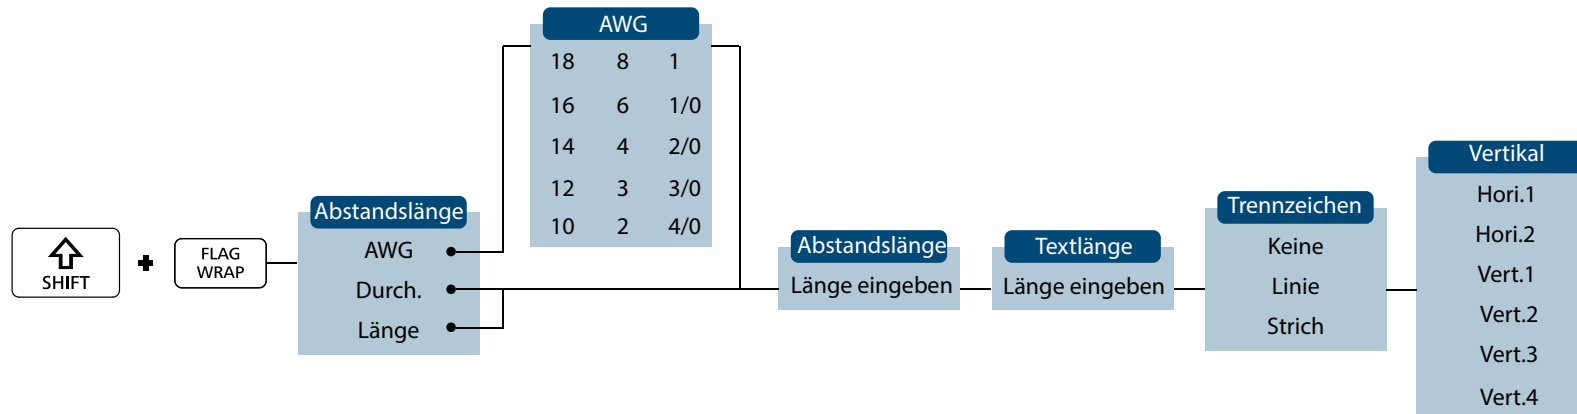 SHIFT
FLAG
WRAP
Abstandslänge
AWG
Durch.
Länge
AWG
18 8 1
16 6 1/0
14 4 2/0
12 3 3/0
10 2 4/0
Abstandslänge
Länge eingeben
Textlänge
Länge eingeben
Trennzeichen
Keine
Linie
Strich
Vertikal
Hori.1
Hori.2
Vert.1
Vert.2
Vert.3
Vert.4